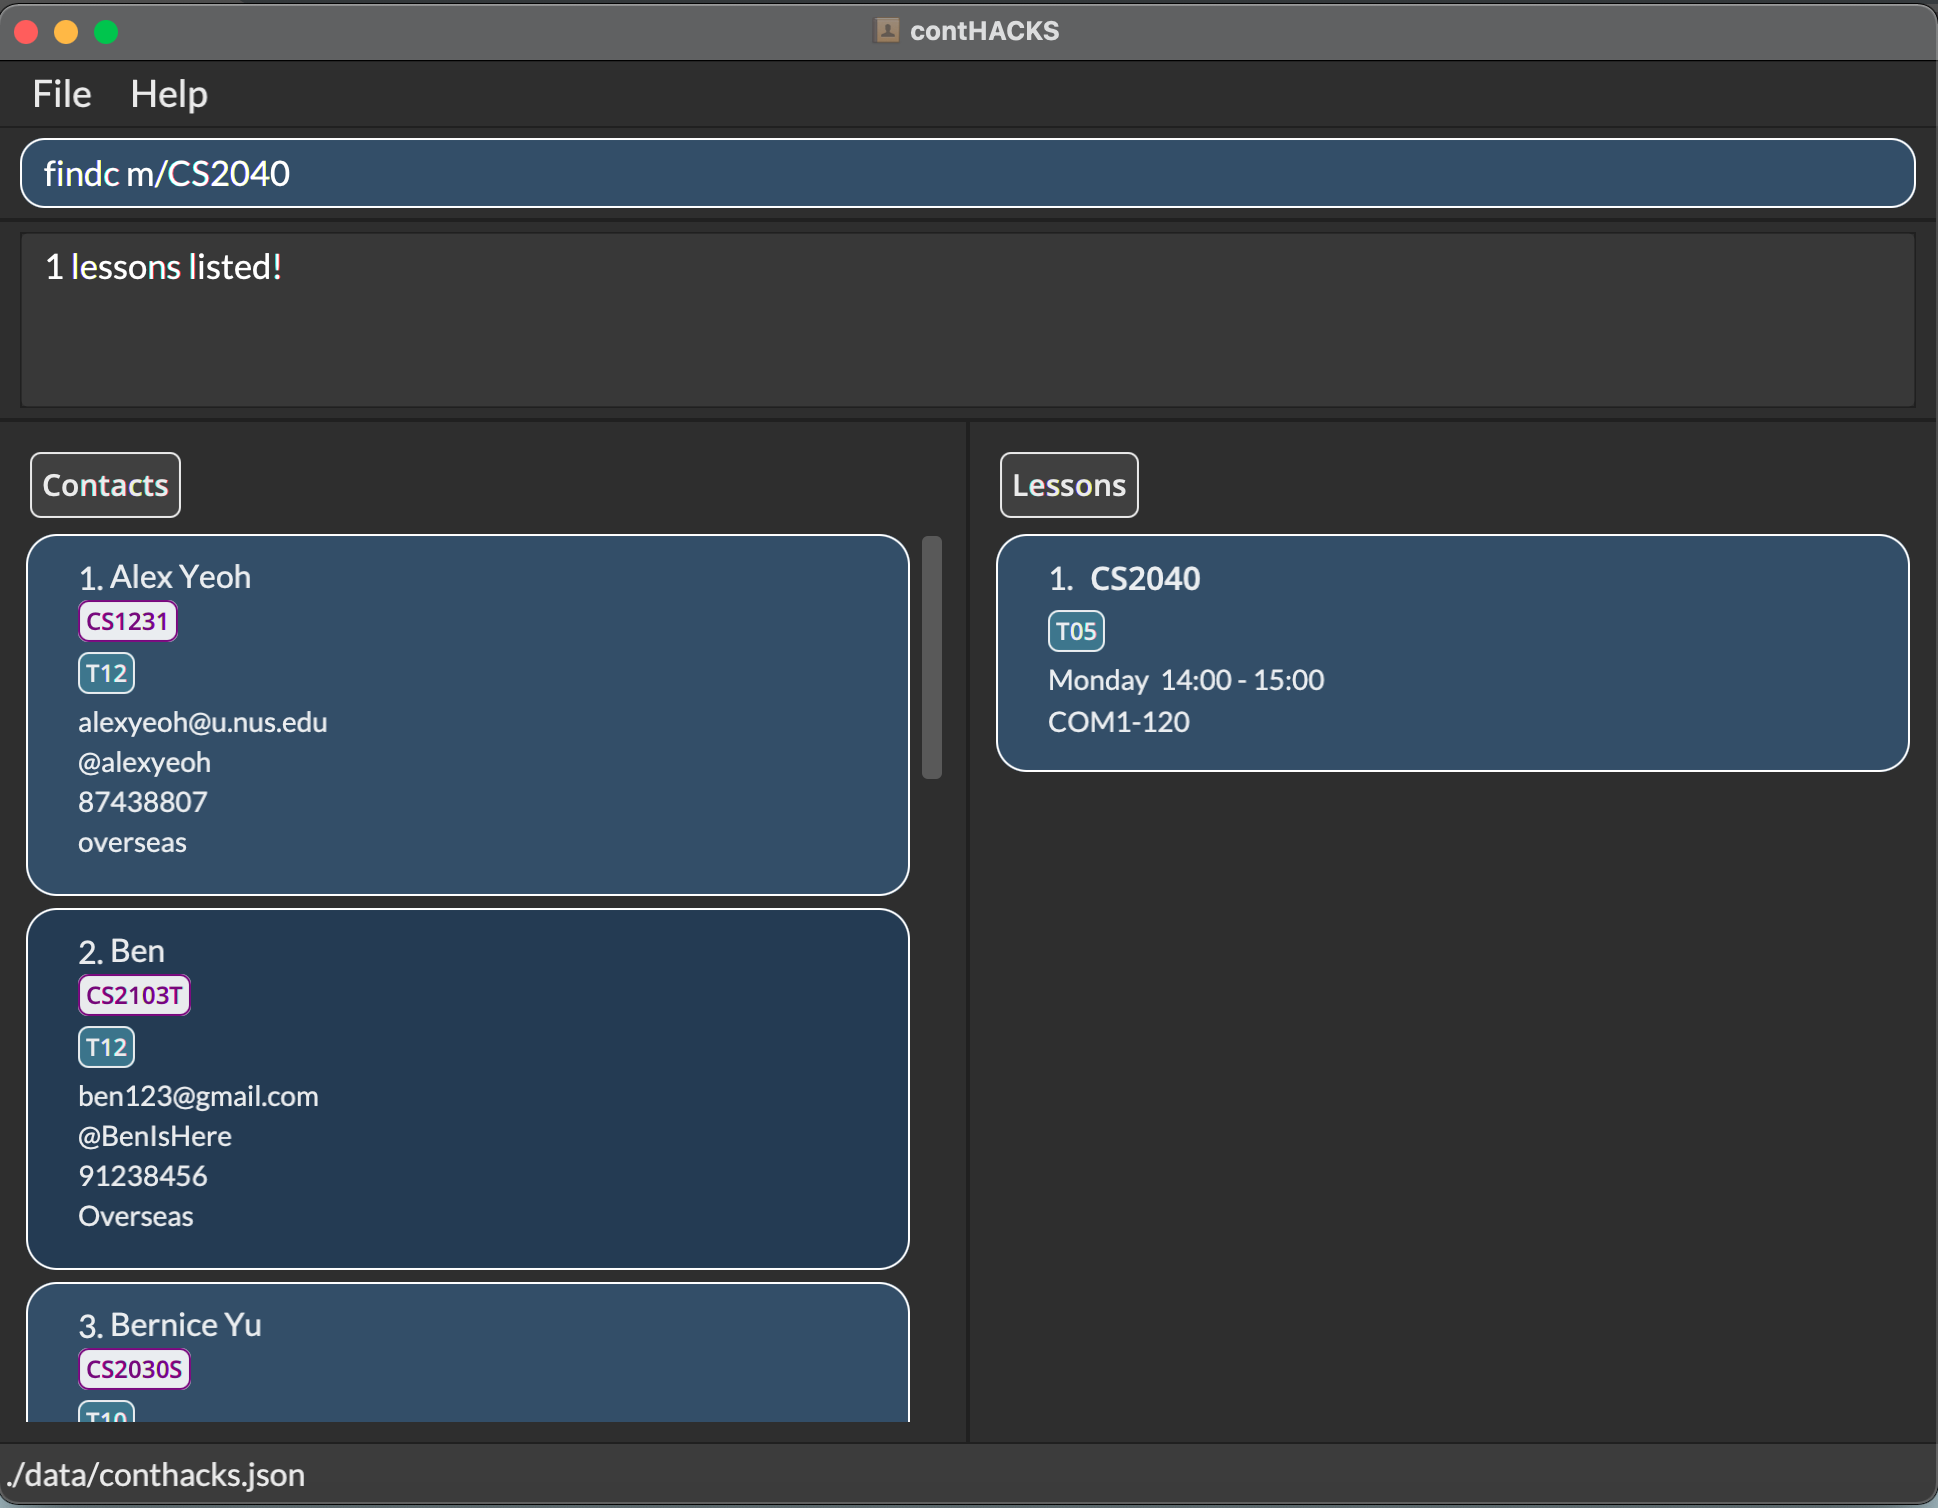 contHACKS
File Help
findc m/CS2040
1 lessons listed!
Contacts
1. Alex Yeoh
CS1231
T12
alexyeoh@u.nus.edu
@alexyeoh
87438807
overseas
2. Ben
CS2103T
T12
ben123@gmail.com
@BenIsHere
91238456
Overseas
3. Bernice Yu
CS2030S
T10
Lessons
1. CS2040
T05
Monday 14:00 - 15:00
COM1-120
./data/conthacks.json